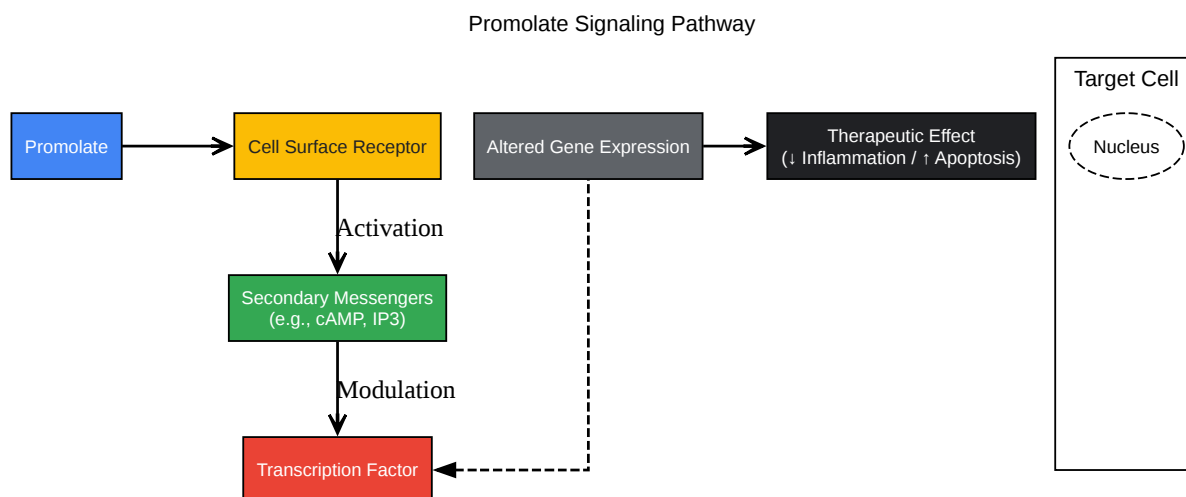 Promolate Signaling Pathway
Target Cell
Promolate
Cell Surface Receptor
Altered Gene Expression
Therapeutic Effect
(↓ Inflammation / ↑ Apoptosis)
Nucleus
Activation
Secondary Messengers
(e.g., cAMP, IP3)
Modulation
Transcription Factor